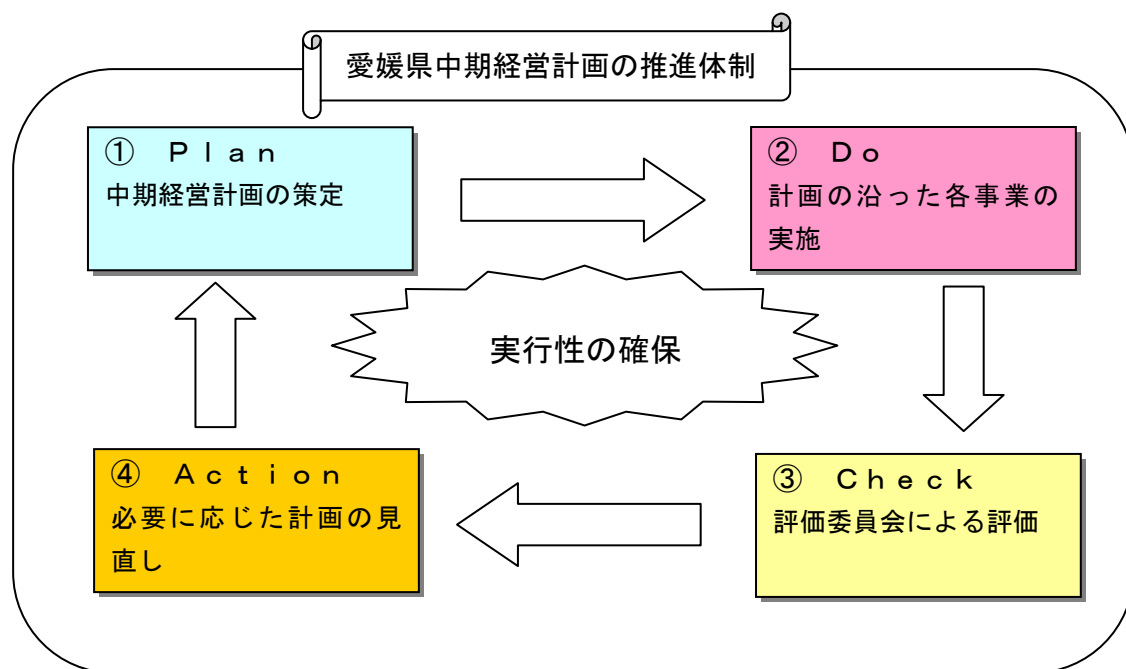 愛媛県中期経営計画の推進体制
① Ｐｌａｎ
中期経営計画の策定
② Ｄｏ
計画の沿った各事業の
実施
実行性の確保
③ Ｃｈｅｃｋ
評価委員会による評価
④ Ａｃｔｉｏｎ
必要に応じた計画の見
直し